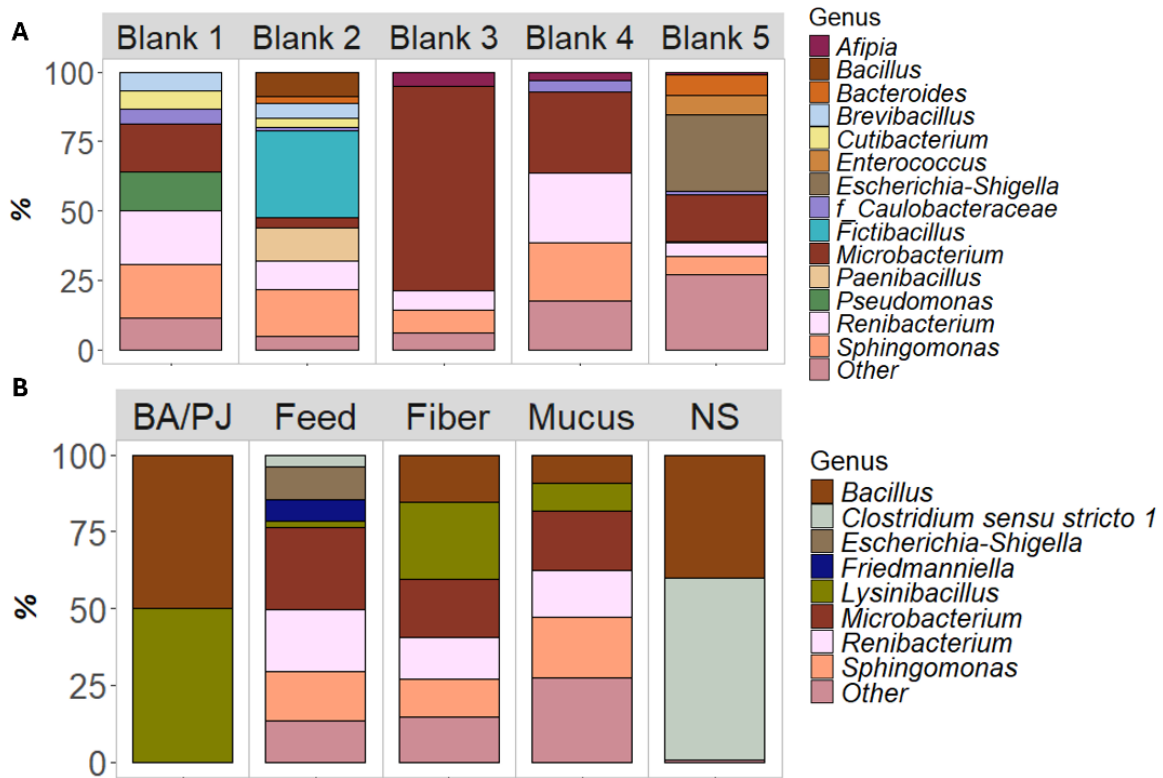 A
Blank 1 Blank 2 Blank 3 Blank 4 Blank 5
%
100
75
50
25
0
Genus
Afipia
Bacillus
Bacteroides
Brevibacillus
Cutibacterium
Enterococcus
Escherichia-Shigella
f_Caulobacteraceae
Fictibacillus
Microbacterium
Paenibacillus
Pseudomonas
Renibacterium
Sphingomonas
Other
B
BA/PJ Feed Fiber Mucus NS
%
100
75
50
25
0
Genus
Bacillus
Clostridium sensu stricto 1
Escherichia-Shigella
Friedmanniella
Lysinibacillus
Microbacterium
Renibacterium
Sphingomonas
Other